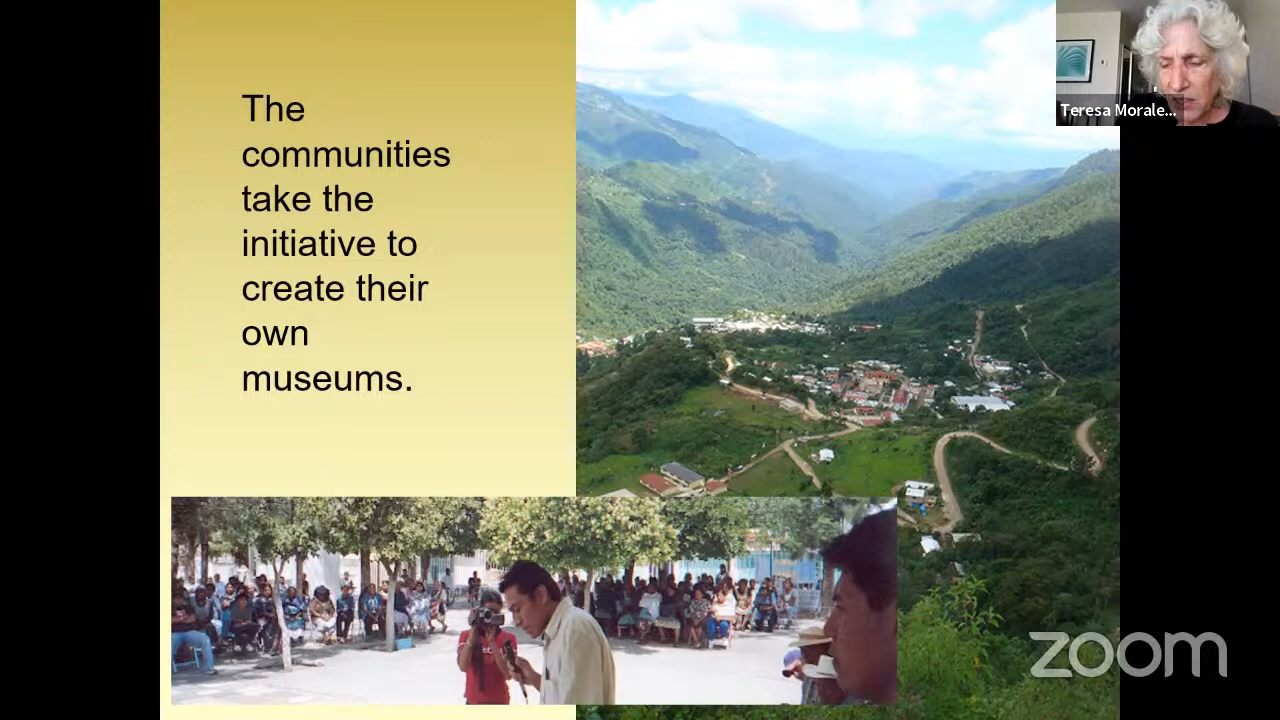 The
communities
take the
initiative to
create their
own
museums.
Teresa Morale...
zoom